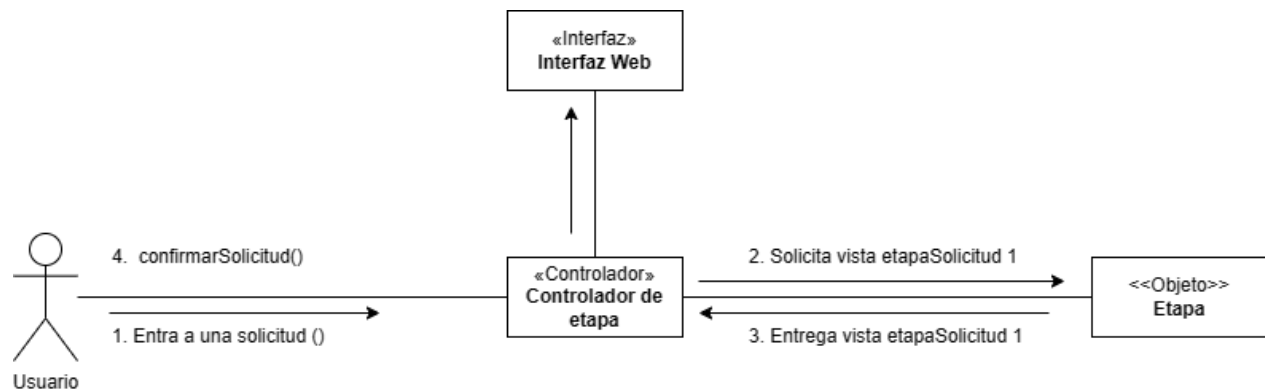 «Interfaz»
Interfaz Web
4. confirmarSolicitud()
1. Entra a una solicitud ()
Usuario
«Controlador»
Controlador de
etapa
2. Solicita vista etapaSolicitud 1
3. Entrega vista etapaSolicitud 1
<<Objeto>>
Etapa